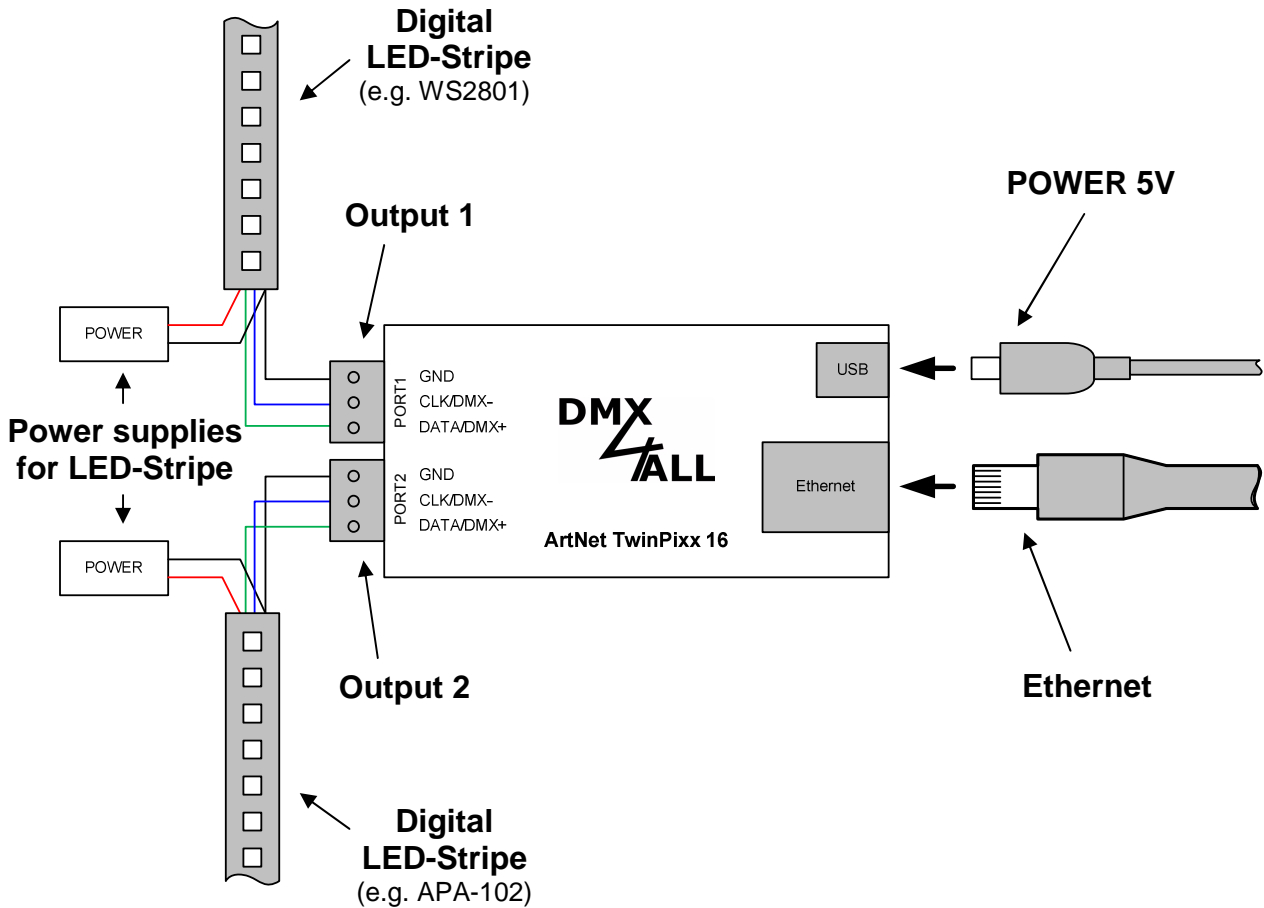 Digital
LED-Stripe
(e.g. WS2801)
POWER 5V
Output 1
POWER
Power supplies
for LED-Stripe
POWER
PORT1
GND
CLK/DMX-
DATA/DMX+
PORT2
GND
CLK/DMX-
DATA/DMX+
DMX
4
ALL
ArtNet TwinPixx 16
USB
Ethernet
Output 2
Ethernet
Digital
LED-Stripe
(e.g. APA-102)